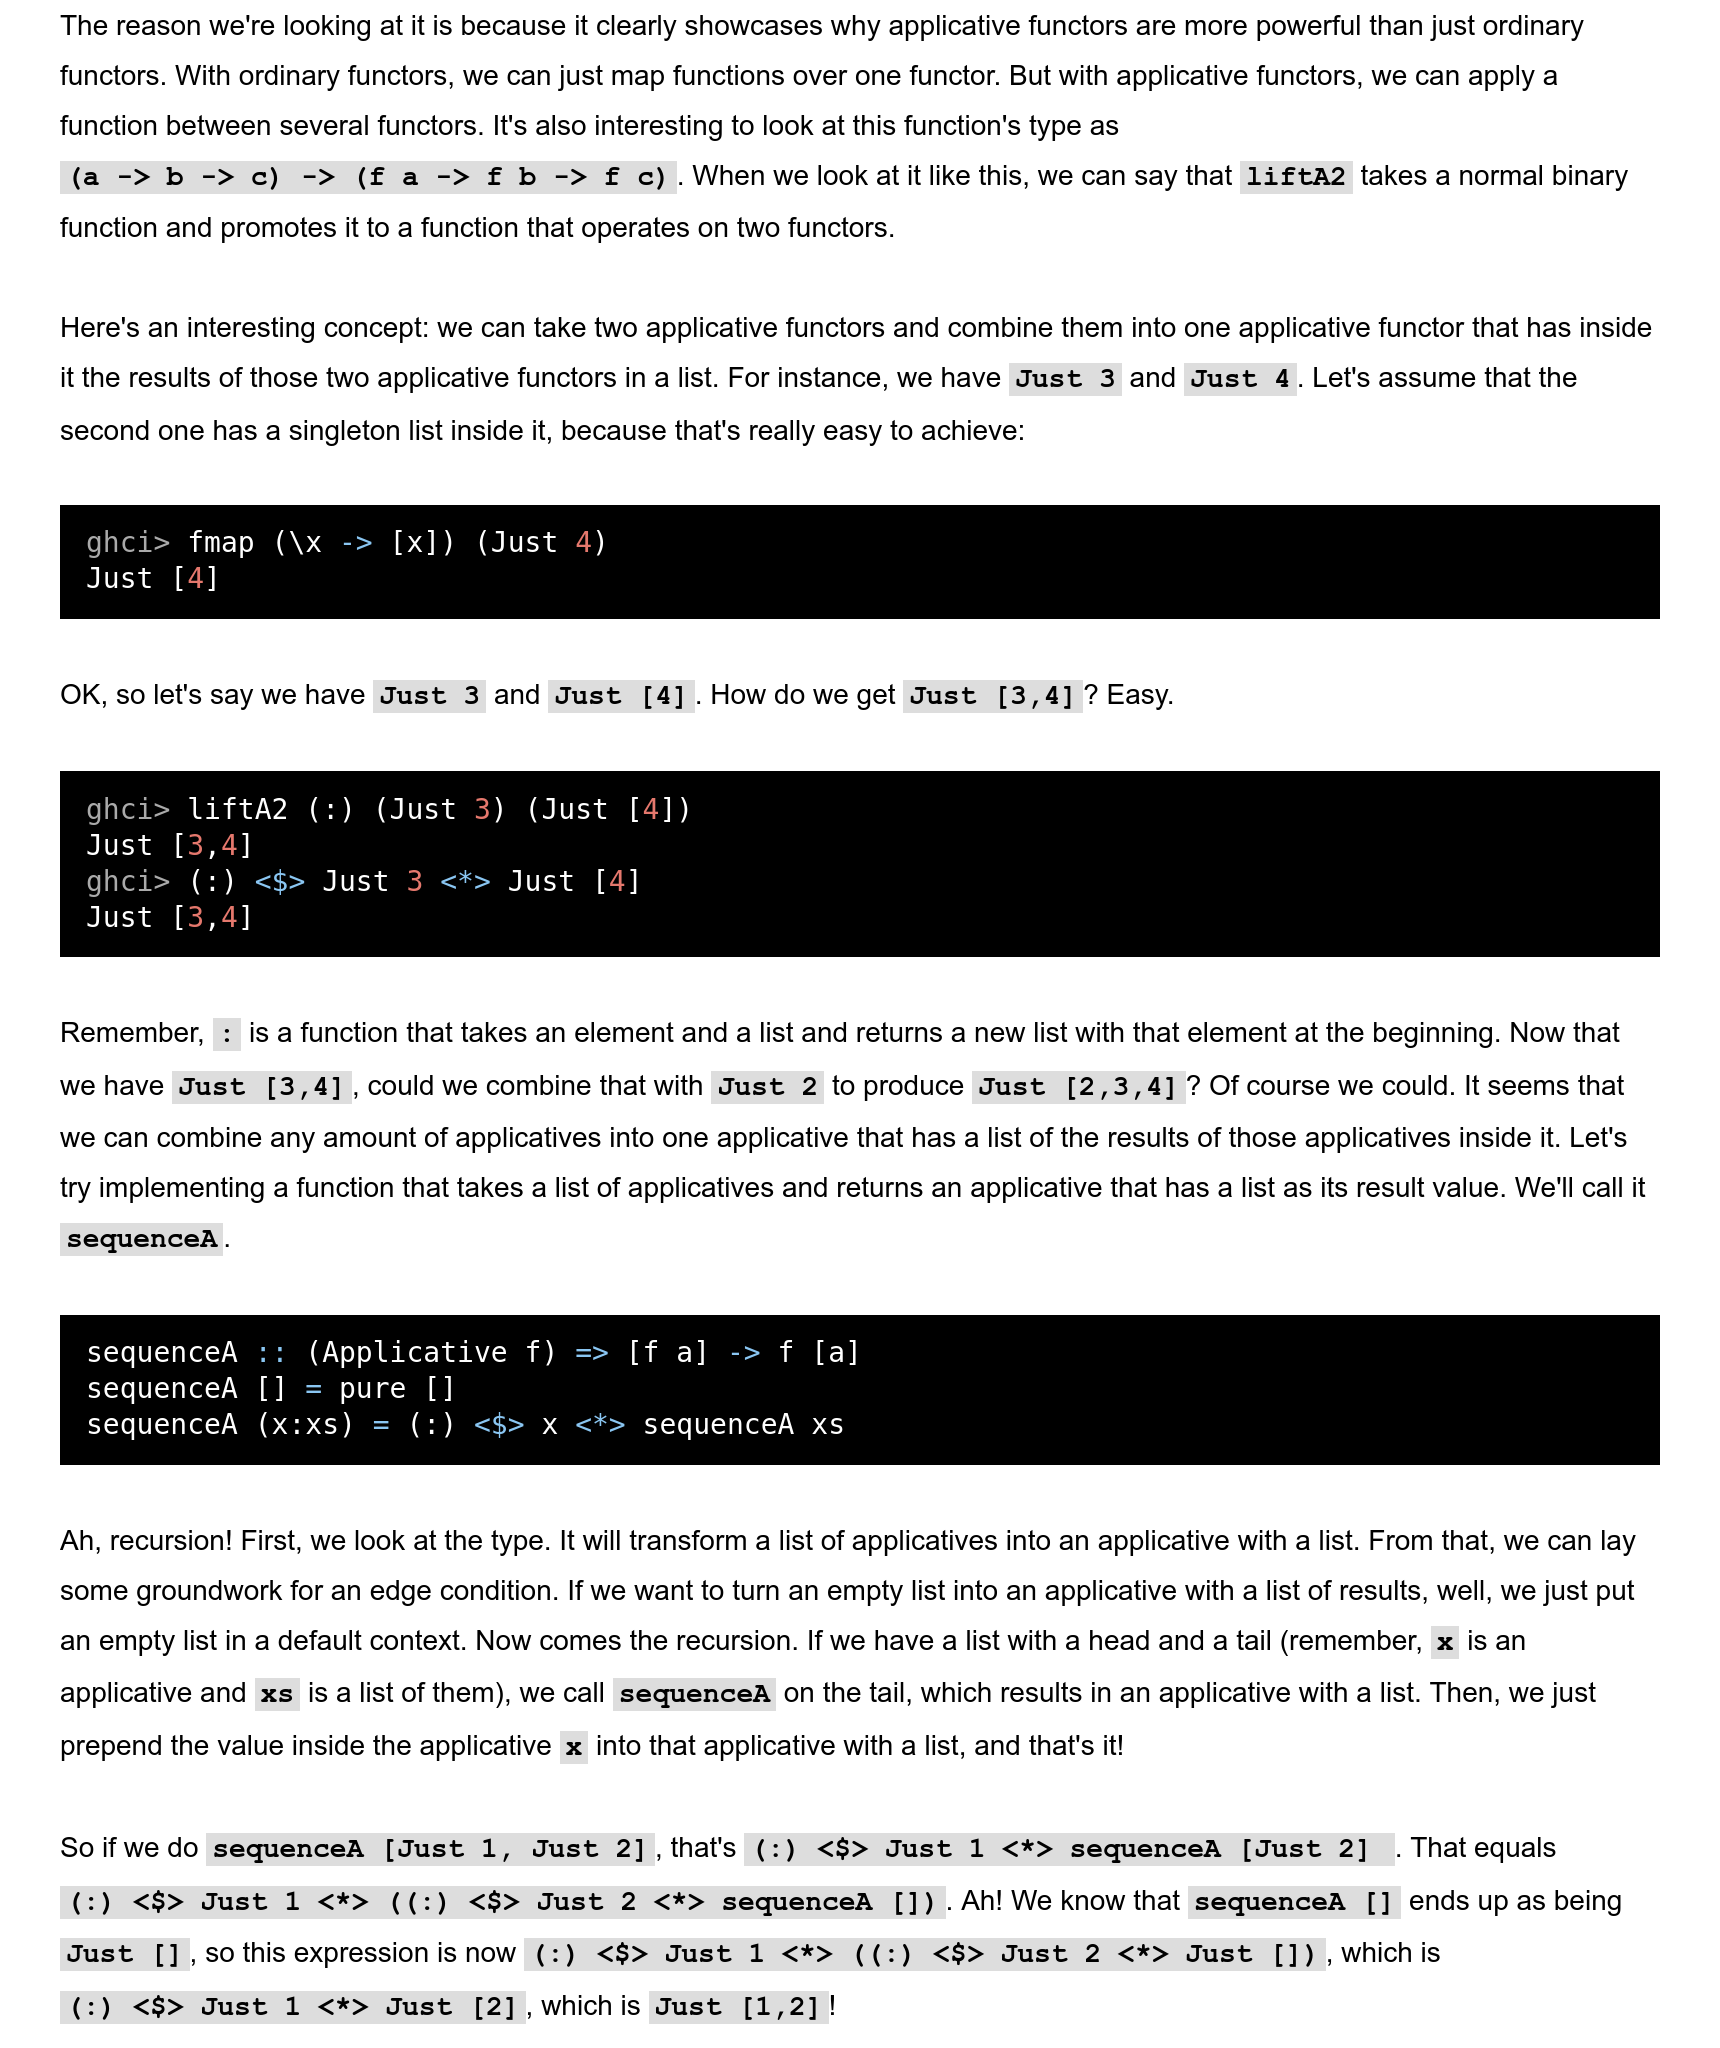 The reason we're looking at it is because it clearly showcases why applicative functors are more powerful than just ordinary
functors. With ordinary functors, we can just map functions over one functor. But with applicative functors, we can apply a
function between several functors. It's also interesting to look at this function's type as
(a -> b -> c) -> (f a -> f b -> f c). When we look at it like this, we can say that liftA2 takes a normal binary
function and promotes it to a function that operates on two functors.
Here's an interesting concept: we can take two applicative functors and combine them into one applicative functor that has inside
it the results of those two applicative functors in a list. For instance, we have Just 3 and Just 4. Let's assume that the
second one has a singleton list inside it, because that's really easy to achieve:
ghci> fmap (\x -> [x]) (Just 4)
Just [4]
OK, so let's say we have Just 3 and Just [4]. How do we get Just [3,4]? Easy.
ghci> liftA2 (:) (Just 3) (Just [4])
Just [3,4]
ghci> (:) <$> Just 3 <*> Just [4]
Just [3,4]
Remember, : is a function that takes an element and a list and returns a new list with that element at the beginning. Now that
we have Just [3,4], could we combine that with Just 2 to produce Just [2,3,4]? Of course we could. It seems that
we can combine any amount of applicatives into one applicative that has a list of the results of those applicatives inside it. Let's
try implementing a function that takes a list of applicatives and returns an applicative that has a list as its result value. We'll call it
sequenceA.
sequenceA :: (Applicative f) => [f a] -> f [a]
sequenceA [] = pure []
sequenceA (x:xs) = (:) <$> x <*> sequenceA xs
Ah, recursion! First, we look at the type. It will transform a list of applicatives into an applicative with a list. From that, we can lay
some groundwork for an edge condition. If we want to turn an empty list into an applicative with a list of results, well, we just put
an empty list in a default context. Now comes the recursion. If we have a list with a head and a tail (remember, x is an
applicative and xs is a list of them), we call sequenceA on the tail, which results in an applicative with a list. Then, we just
prepend the value inside the applicative x into that applicative with a list, and that's it!
So if we do sequenceA [Just 1, Just 2], that's (:) <$> Just 1 <*> sequenceA [Just 2] . That equals
(:) <$> Just 1 <*> ((:) <$> Just 2 <*> sequenceA []). Ah! We know that sequenceA [] ends up as being
Just [], so this expression is now (:) <$> Just 1 <*> ((:) <$> Just 2 <*> Just []), which is
(:) <$> Just 1 <*> Just [2], which is Just [1,2]!